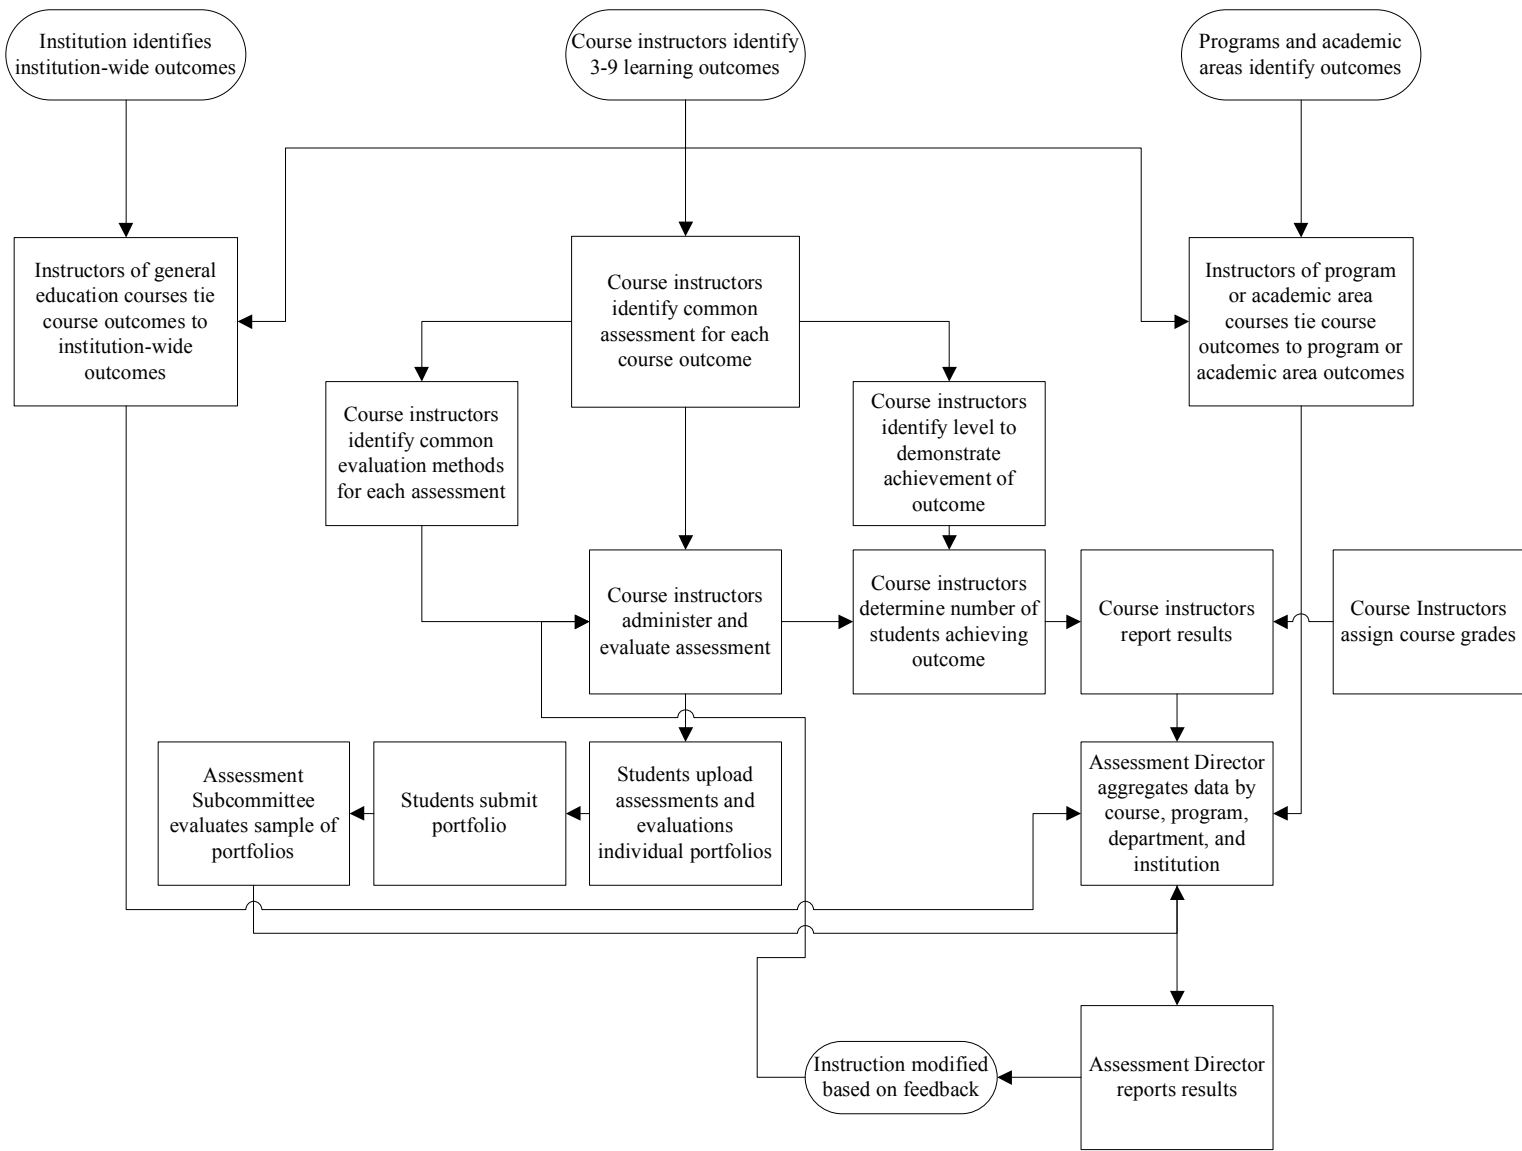 Institution identifies
institution-wide outcomes
Course instructors identify
3-9 learning outcomes
Programs and academic
areas identify outcomes
Instructors of general
education courses tie
course outcomes to
institution-wide
outcomes
Course instructors
identify common
assessment for each
course outcome
Instructors of program
or academic area
courses tie course
outcomes to program or
academic area outcomes
Course instructors
identify common
evaluation methods
for each assessment
Course instructors
identify level to
demonstrate
achievement of
outcome
Course instructors
administer and
evaluate assessment
Course instructors
determine number of
students achieving
outcome
Course instructors
report results
Course Instructors
assign course grades
Assessment
Subcommittee
evaluates sample of
portfolios
Students submit
portfolio
Students upload
assessments and
evaluations
individual portfolios
Assessment Director
aggregates data by
course, program,
department, and
institution
Instruction modified
based on feedback
Assessment Director
reports results